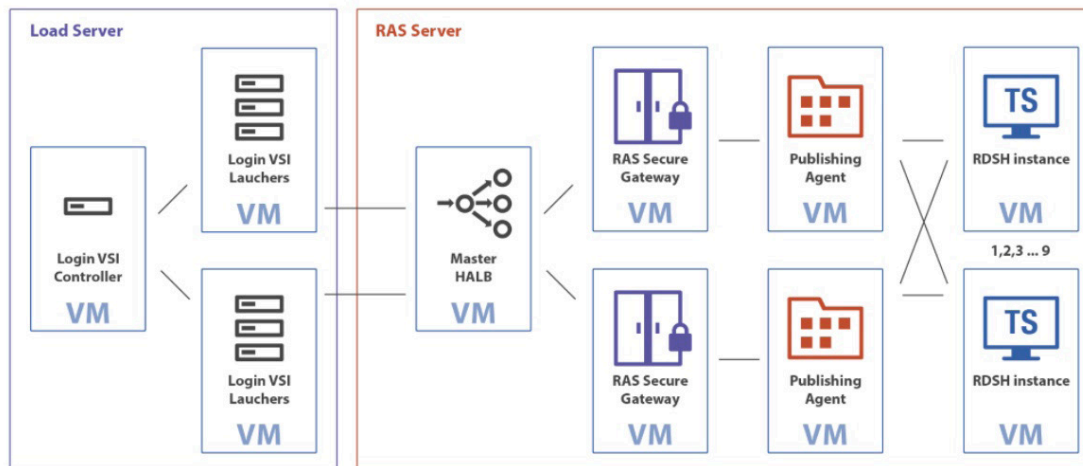 Load Server
RAS Server
Login VSI
Controller
VM
Login VSI
Lauchers
VM
Login VSI
Lauchers
VM
Master
HALB
VM
RAS Secure
Gateway
VM
RAS Secure
Gateway
VM
Publishing
Agent
VM
Publishing
Agent
VM
TS
RDSH instance
VM
1,2,3 ... 9
TS
RDSH instance
VM